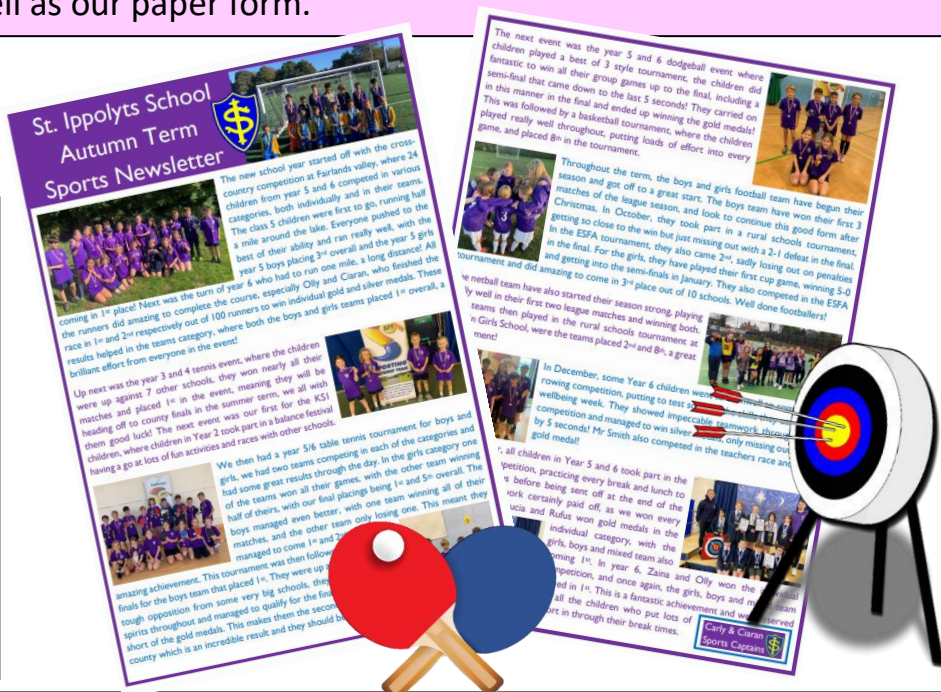 ell as our paper form.
St. Ippolyts School
Autumn Term
Sports Newsletter
The new school year started off with the cross-
country competition at Fairlands valley, where 24
children from year 5 and 6 competed in various
categories, both individually and in their teams.
The class 5 children were first to go, running half
a mile around the lake. Everyone pushed to the
best of their ability and ran really well, with the
year 5 boys placing 3rd overall and the year 5 girls
coming in 1st place! Next was the turn of year 6 who had to run one mile, a long distance! All
the runners did amazing to complete the course, especially Olly and Ciaran, who finished the
race in 1st and 2nd respectively out of 100 runners to win individual gold and silver medals. These
results helped in the teams category, where both the boys and girls teams placed 1st overall, a
brilliant effort from everyone in the event!
Up next was the year 3 and 4 tennis event, where the children
were up against 7 other schools, they won nearly all their
matches and placed 1st in the event, meaning they will be
heading off to county finals in the summer term, we all wish
them good luck! The next event was our first for the KS1
children, where children in Year 2 took part in a balance festival
having a go at lots of fun activities and races with other schools.
We then had a year 5/6 table tennis tournament for boys and
girls, we had two teams competing in each of the categories and
had some great results through the day. In the girls category one
of the teams won all their games, with the other team winning
half of theirs, with our final placings being 1st and 5th overall. The
boys managed even better, with one team winning all of their
matches, and the other team only losing one. This meant they
managed to come 1st and 2
amazing achievement. This tournament was then follow
finals for the boys team that placed 1st. They were up a
tough opposition from some very big schools, they
spirits throughout and managed to qualify for the fina
short of the gold medals. This makes them the secon
county which is an incredible result and they should be
The next event was the year 5 and 6 dodgeball event where
children played a best of 3 style tournament, the children did
fantastic to win all their group games up to the final, including a
semi-final that came down to the last 5 seconds! They carried on
in this manner in the final and ended up winning the gold medals!
This was followed by a basketball tournament, where the children
played really well throughout, putting loads of effort into every
game, and placed 8th in the tournament.
Throughout the term, the boys and girls football team have begun their
season and got off to a great start. The boys team have won their first 3
matches of the league season, and look to continue this good form after
Christmas. In October, they took part in a rural schools tournament,
getting so close to the win but just missing out with a 2-1 defeat in the final.
In the ESFA tournament, they also came 2nd, sadly losing out on penalties
in the final. For the girls, they have played their first cup game, winning 5-0
and getting into the semi-finals in January. They also competed in the ESFA
tournament and did amazing to come in 3rd place out of 10 schools. Well done footballers!
netball team have also started their season strong, playing
lly well in their first two league matches and winning both.
teams then played in the rural schools tournament at
n Girls School, were the teams placed 2nd and 8th, a great
ment!
In December, some Year 6 children went to
rowing competition, putting to test
wellbeing week. They showed impeccable teamwork through
competition and managed to win silver medals, only missing out
by 5 seconds! Mr Smith also competed in the teachers race and
gold medal!
r, all children in Year 5 and 6 took part in the
petition, practicing every break and lunch to
s before being sent off at the end of the
ork certainly paid off, as we won every
ucia and Rufus won gold medals in the
individual category, with the
girls, boys and mixed team also
oming 1st. In year 6, Zaina and Olly won the individual
mpetition, and once again, the girls, boys and m team
ed in 1st. This is a fantastic achievement and we served
all the children who put lots of
ort in through their break times.
Carly & Ciaran
Sports Captains